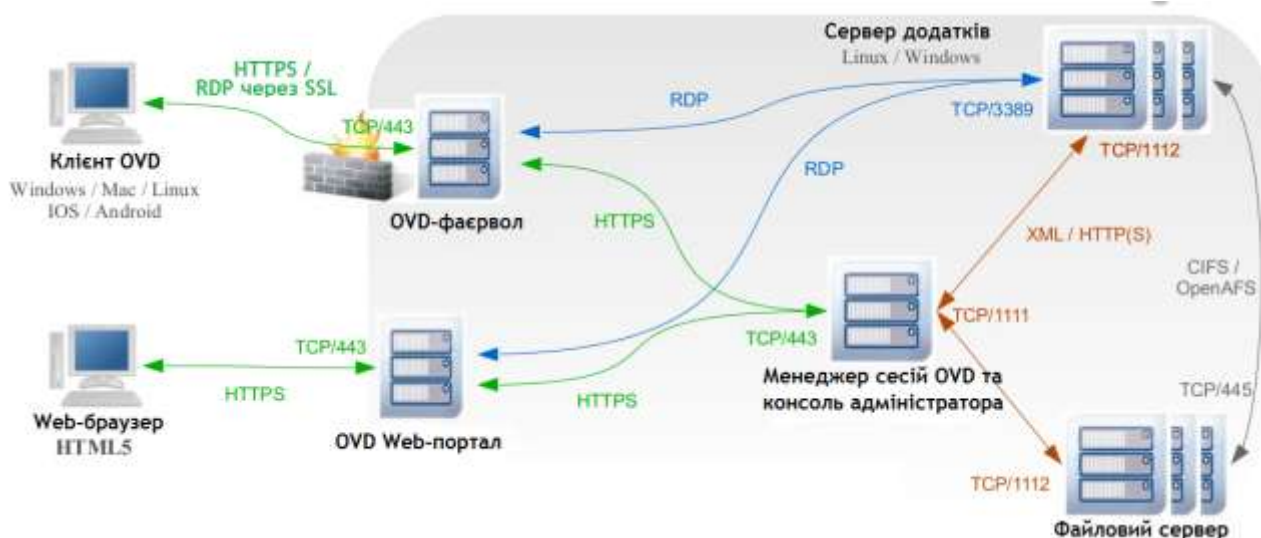 Сервер додатків
Linux / Windows
HTTPS /
RDP через SSL
RDP
TCP/443
TCP/3389
Клієнт OVD
Windows / Mac / Linux
IOS / Android
TCP/1112
RDP
OVD-фаєрвол
HTTPS
XML / HTTP(S)
CIFS /
OpenAFS
TCP/1111
TCP/443
TCP/443
HTTPS
HTTPS
Менеджер сесій OVD та
консоль адміністратора
TCP/445
Web-браузер
HTML5
OVD Web-портал
TCP/1112
Файловий сервер